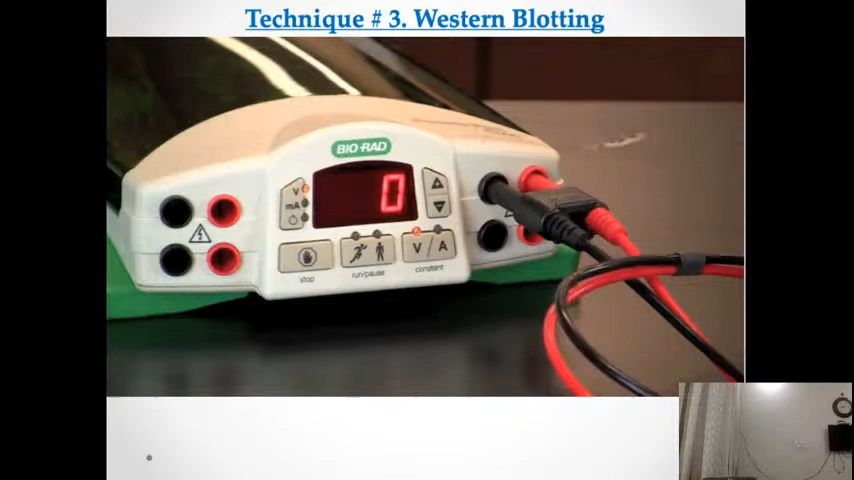 Technique # 3. Western Blotting
BIO-RAD
V
mA
0
V / A
stop
run/pause
constant